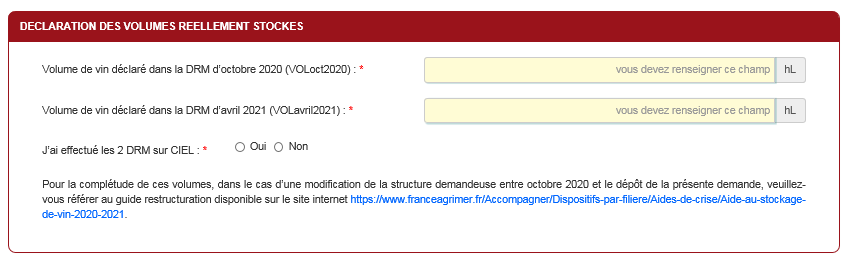 DECLARATION DES VOLUMES REELLEMENT STOCKES
Volume de vin déclaré dans la DRM d'octobre 2020 (VOLoct2020) : * vous devez renseigner ce champ hL
Volume de vin déclaré dans la DRM d'avril 2021 (VOLavril2021) : * vous devez renseigner ce champ hL
J'ai effectué les 2 DRM sur CIEL : * Oui Non
Pour la complétude de ces volumes, dans le cas d'une modification de la structure demandeuse entre octobre 2020 et le dépôt de la présente demande, veuillez-
vous référer au guide restructuration disponible sur le site internet https://www.franceagrimer.fr/Accompagner/Dispositifs-par-filiere/Aides-de-crise/Aide-au-stockage-
de-vin-2020-2021.